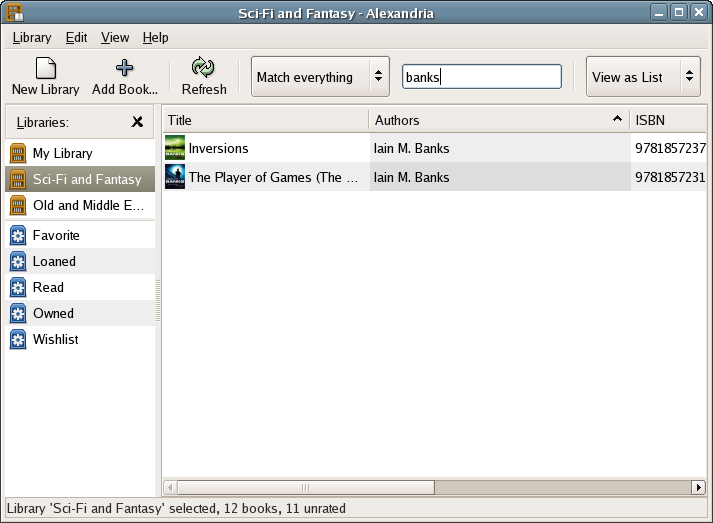 Sci-Fi and Fantasy - Alexandria
Library Edit View Help
New Library Add Book... Refresh Match everything banks View as List
Libraries:
My Library
Sci-Fi and Fantasy
Old and Middle E...
Favorite
Loaned
Read
Owned
Wishlist
Title Authors ISBN
Inversions Iain M. Banks 9781857237
The Player of Games (The ... Iain M. Banks 9781857231
Library 'Sci-Fi and Fantasy' selected, 12 books, 11 unrated